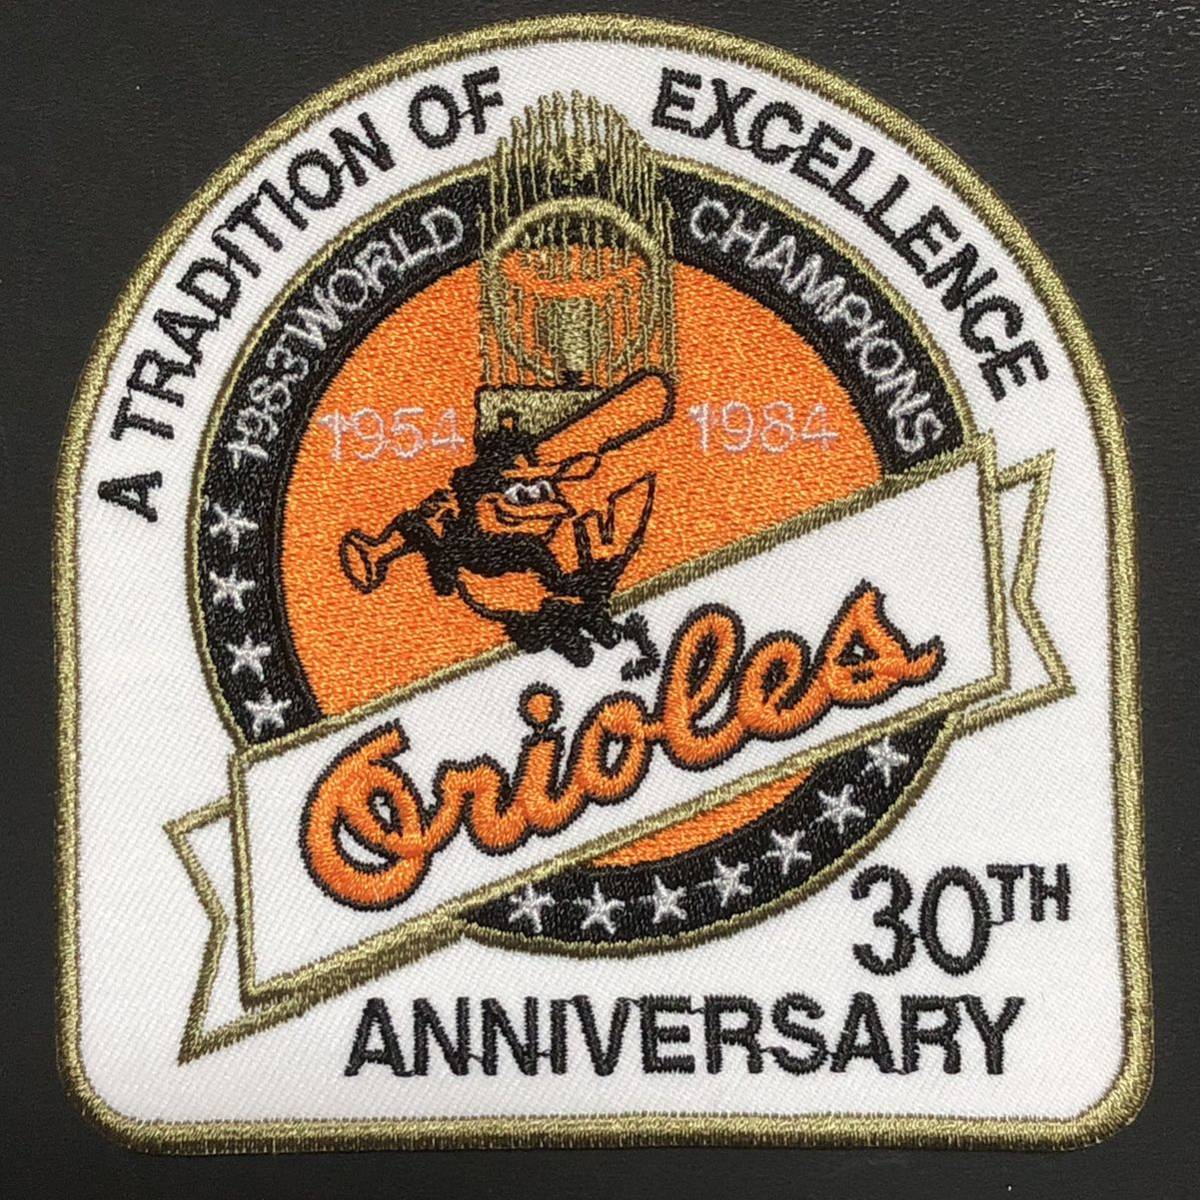 A TRADITION OF EXCELLENCE
1983 WORLD CHAMPIONS
1954 1984
Orioles
30TH
ANNIVERSARY